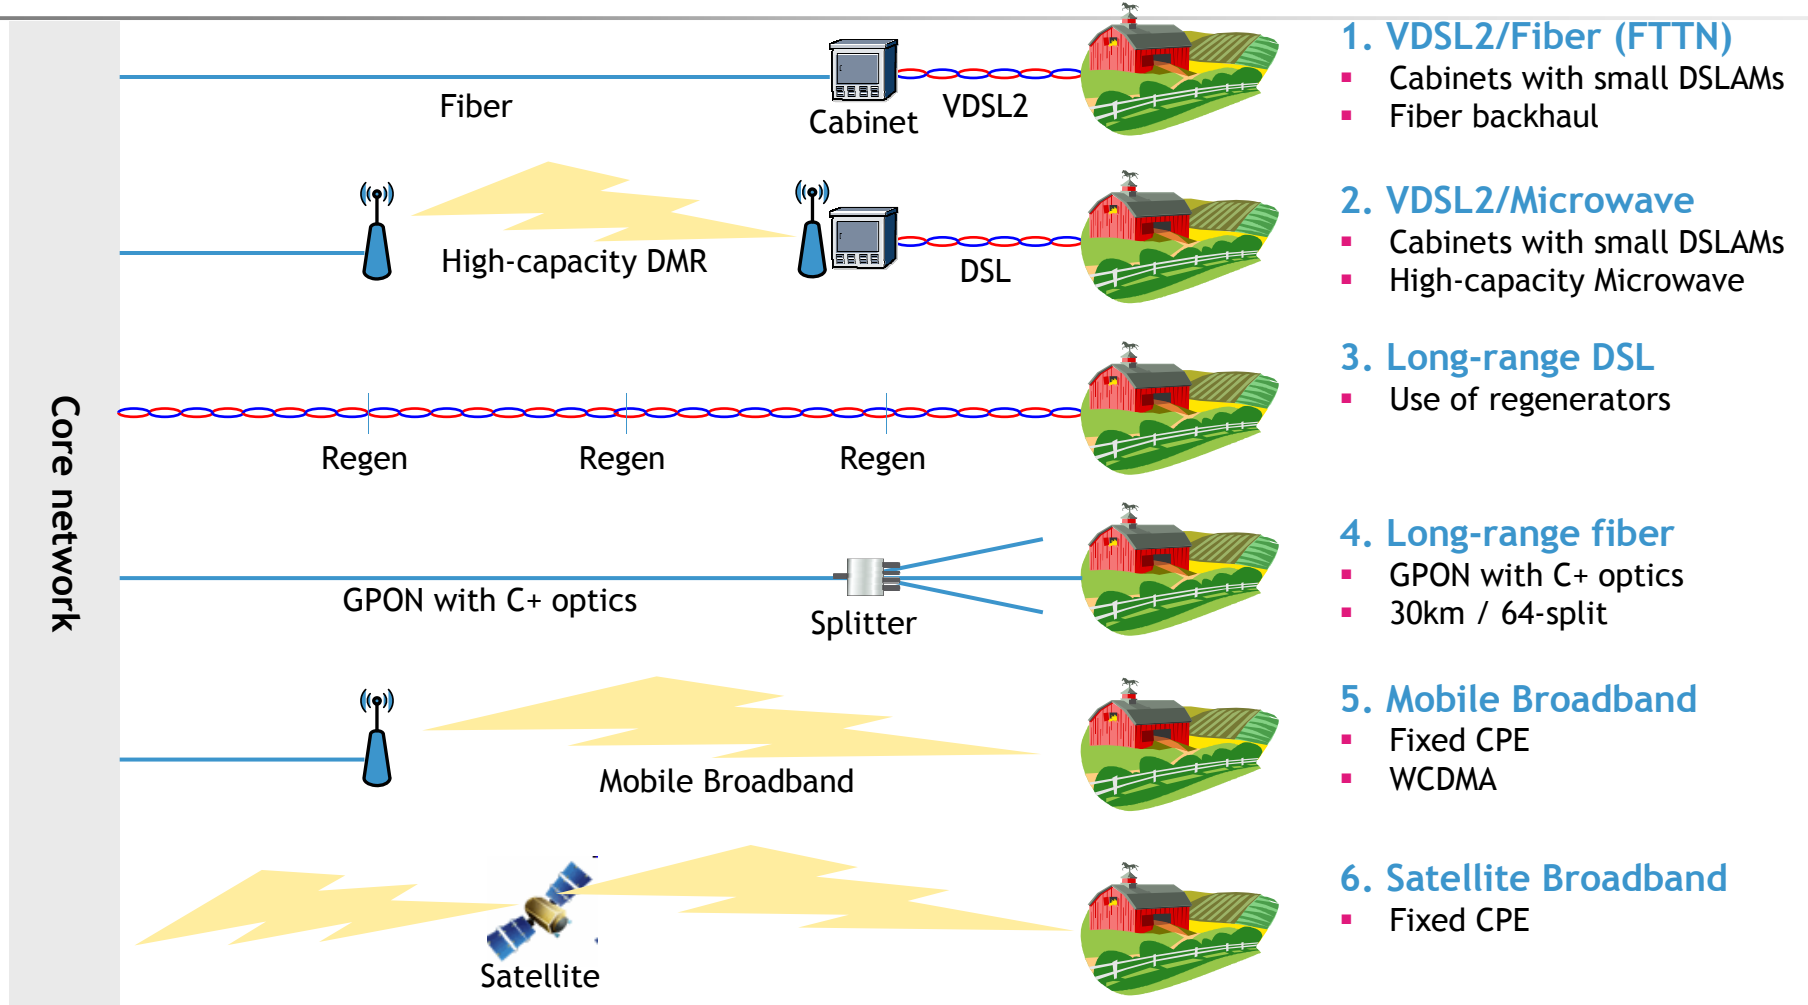 Core network
Fiber
Cabinet
VDSL2
1. VDSL2/Fiber (FTTN)
▪ Cabinets with small DSLAMs
▪ Fiber backhaul
High-capacity DMR
DSL
2. VDSL2/Microwave
▪ Cabinets with small DSLAMs
▪ High-capacity Microwave
Regen
Regen
Regen
3. Long-range DSL
▪ Use of regenerators
GPON with C+ optics
Splitter
4. Long-range fiber
▪ GPON with C+ optics
▪ 30km / 64-split
Mobile Broadband
5. Mobile Broadband
▪ Fixed CPE
▪ WCDMA
Satellite
6. Satellite Broadband
▪ Fixed CPE